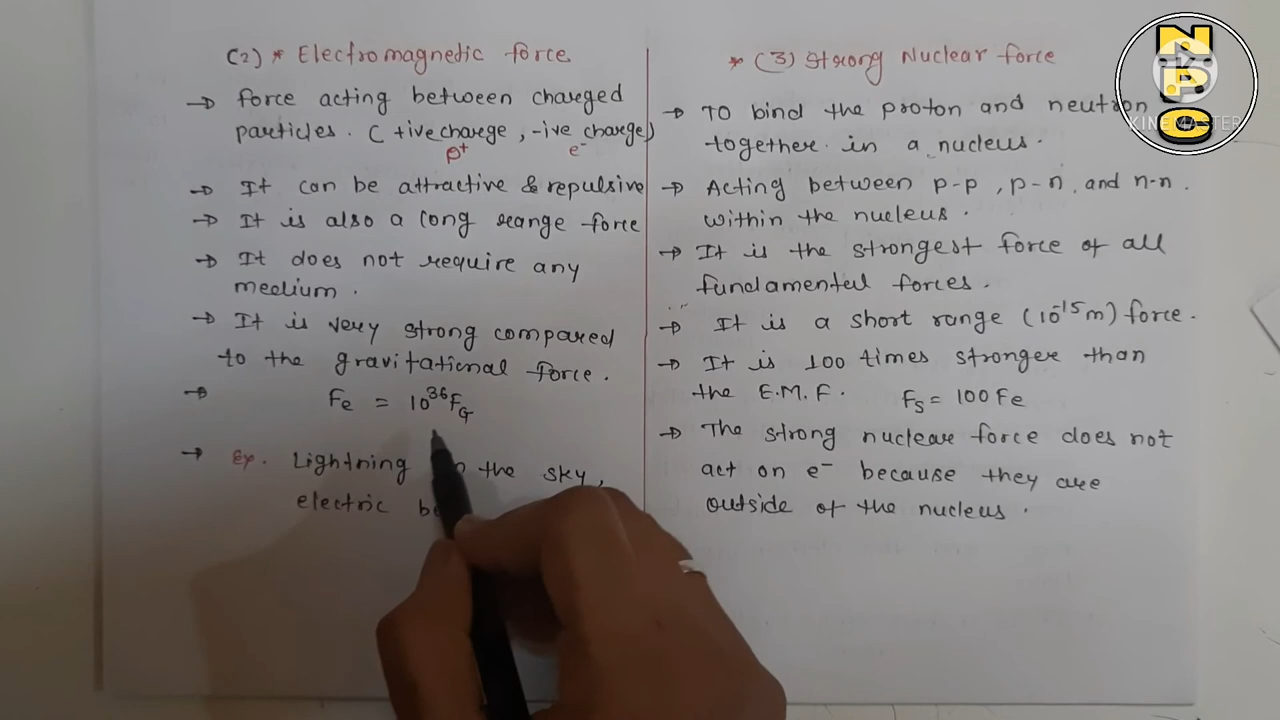 (2) * Electromagnetic force
→ force acting between charged
particles. ( +ive charge, -ive charge)
p⁺ e⁻
→ It can be attractive & repulsive
→ It is also a long range force
→ It does not require any
medium.
→ It is very strong compared
to the gravitational force.
→ Fe = 10³⁶ F_G
→ Ex. Lightning the sky,
electric
* (3) Strong Nuclear force
→ To bind the proton and neutron
together in a nucleus.
→ Acting between p-p, p-n, and n-n.
within the nucleus.
→ It is the strongest force of all
fundamental forces.
→ It is a short range (10⁻¹⁵m) force.
→ It is 100 times stronger than
the E.M.F. Fs = 100 Fe
→ The strong nuclear force does not
act on e⁻ because they are
outside of the nucleus.
NPC
KINEMASTER